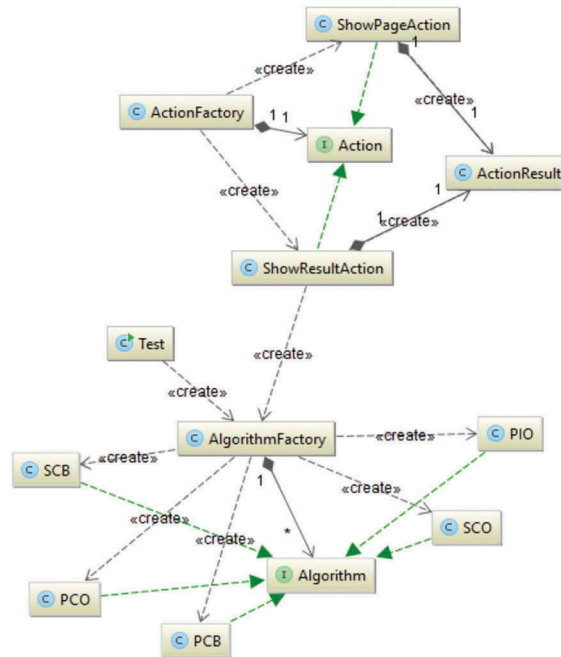 C ShowPageAction
1
«create»
«create»
C ActionFactory
1
1
1
I Action
C ActionResult
«create»
1
1
«create»
C ShowResultAction
C Test
«create»
«create»
C AlgorithmFactory
«create»
C PIO
C SCB
«create»
1
«create»
«create»
C SCO
*
«create»
I Algorithm
C PCO
C PCB